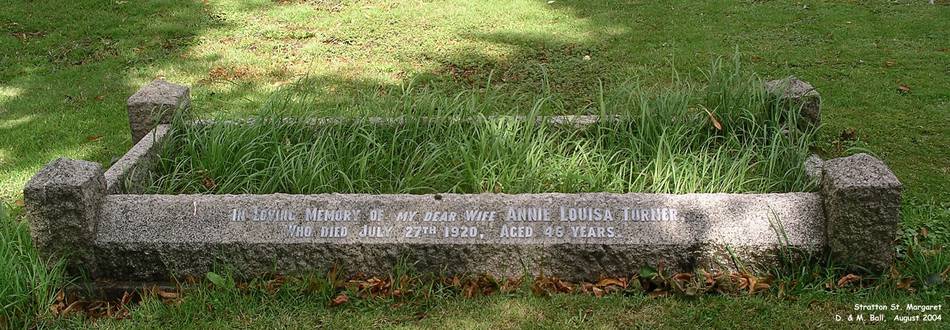 In Loving Memory of my dear wife ANNIE LOUISA TURNER
Who died July 27th 1920, Aged 46 years.
Stratton St. Margaret
D. & M. Ball, August 2004